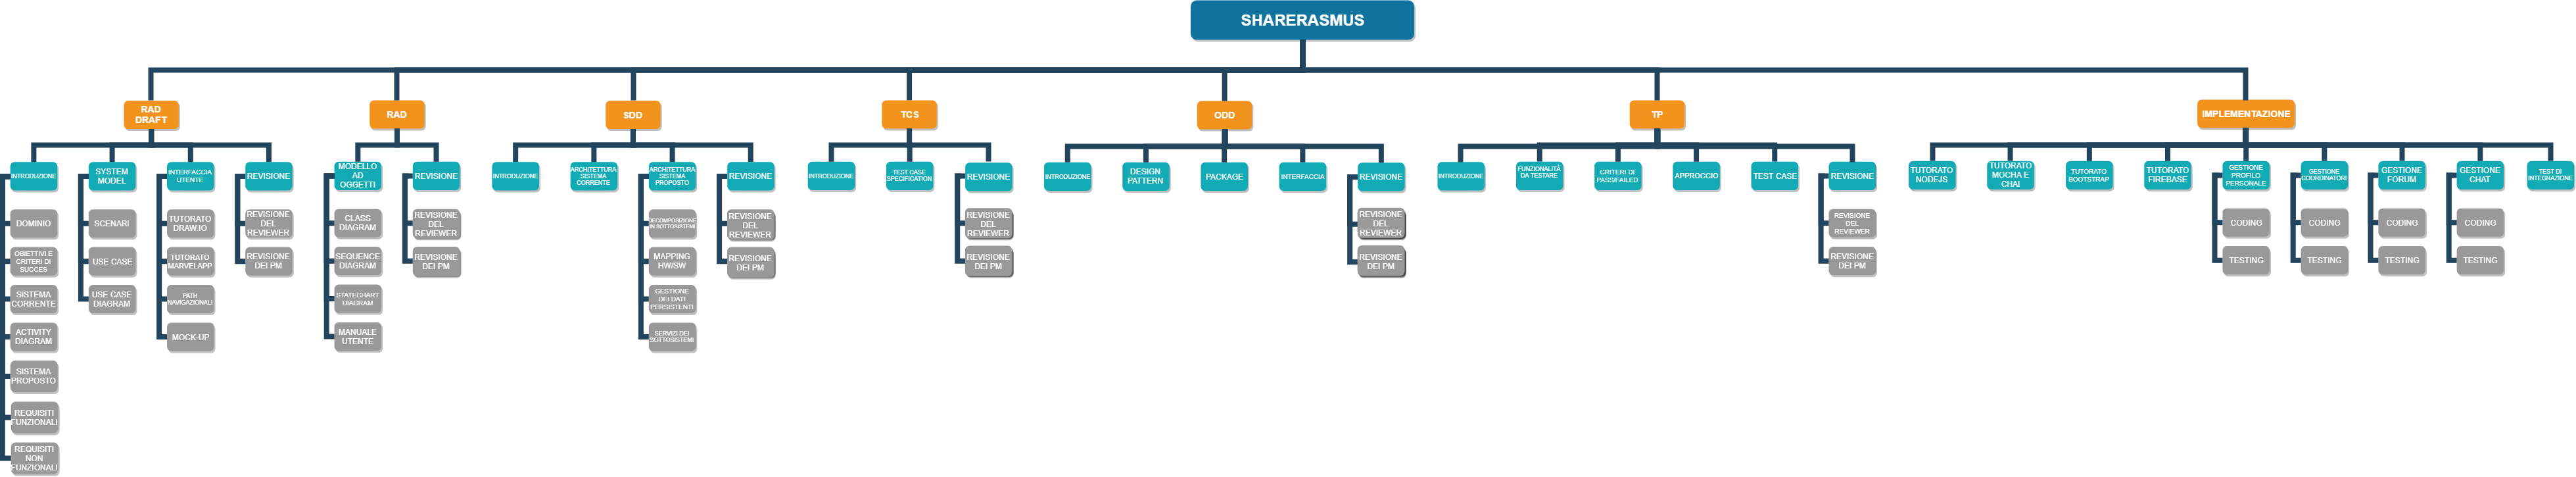 SHARERASMUS
RAD
DRAFT
RAD
SDD
TCS
ODD
TP
IMPLEMENTAZIONE
INTRODUZIONE
SYSTEM
MODEL
INTERFACCIA
UTENTE
REVISIONE
MODELLO
AD
OGGETTI
REVISIONE
INTRODUZIONE
ARCHITETTURA
SISTEMA
CORRENTE
ARCHITETTURA
SISTEMA
PROPOSTO
REVISIONE
INTRODUZIONE
TEST CASE
SPECIFICATION
REVISIONE
INTRODUZIONE
DESIGN
PATTERN
PACKAGE
INTERFACCIA
REVISIONE
INTRODUZIONE
FUNZIONALITÀ
DA TESTARE
CRITERI DI
PASS/FAILED
APPROCCIO
TEST CASE
REVISIONE
TUTORATO
NODEJS
TUTORATO
MOCHA E
CHAI
TUTORATO
BOOTSTRAP
TUTORATO
FIREBASE
GESTIONE
PROFILO
PERSONALE
GESTIONE
COORDINATORI
GESTIONE
FORUM
GESTIONE
CHAT
TEST DI
INTEGRAZIONE
DOMINIO
OBIETTIVI E
CRITERI DI
SUCCES
SISTEMA
CORRENTE
ACTIVITY
DIAGRAM
SISTEMA
PROPOSTO
REQUISITI
FUNZIONALI
REQUISITI
NON
FUNZIONALI
SCENARI
USE CASE
USE CASE
DIAGRAM
TUTORATO
DRAW.IO
TUTORATO
MARVELAPP
PATH
NAVIGAZIONALI
MOCK-UP
REVISIONE
DEL
REVIEWER
REVISIONE
DEI PM
CLASS
DIAGRAM
SEQUENCE
DIAGRAM
STATECHART
DIAGRAM
MANUALE
UTENTE
REVISIONE
DEL
REVIEWER
REVISIONE
DEI PM
DECOMPOSIZIONE
IN SOTTOSISTEMI
MAPPING
HW/SW
GESTIONE
DEI DATI
PERSISTENTI
SERVIZI DEI
SOTTOSISTEMI
REVISIONE
DEL
REVIEWER
REVISIONE
DEI PM
REVISIONE
DEL
REVIEWER
REVISIONE
DEI PM
REVISIONE
DEL
REVIEWER
REVISIONE
DEI PM
REVISIONE
DEL
REVIEWER
REVISIONE
DEI PM
CODING
TESTING
CODING
TESTING
CODING
TESTING
CODING
TESTING